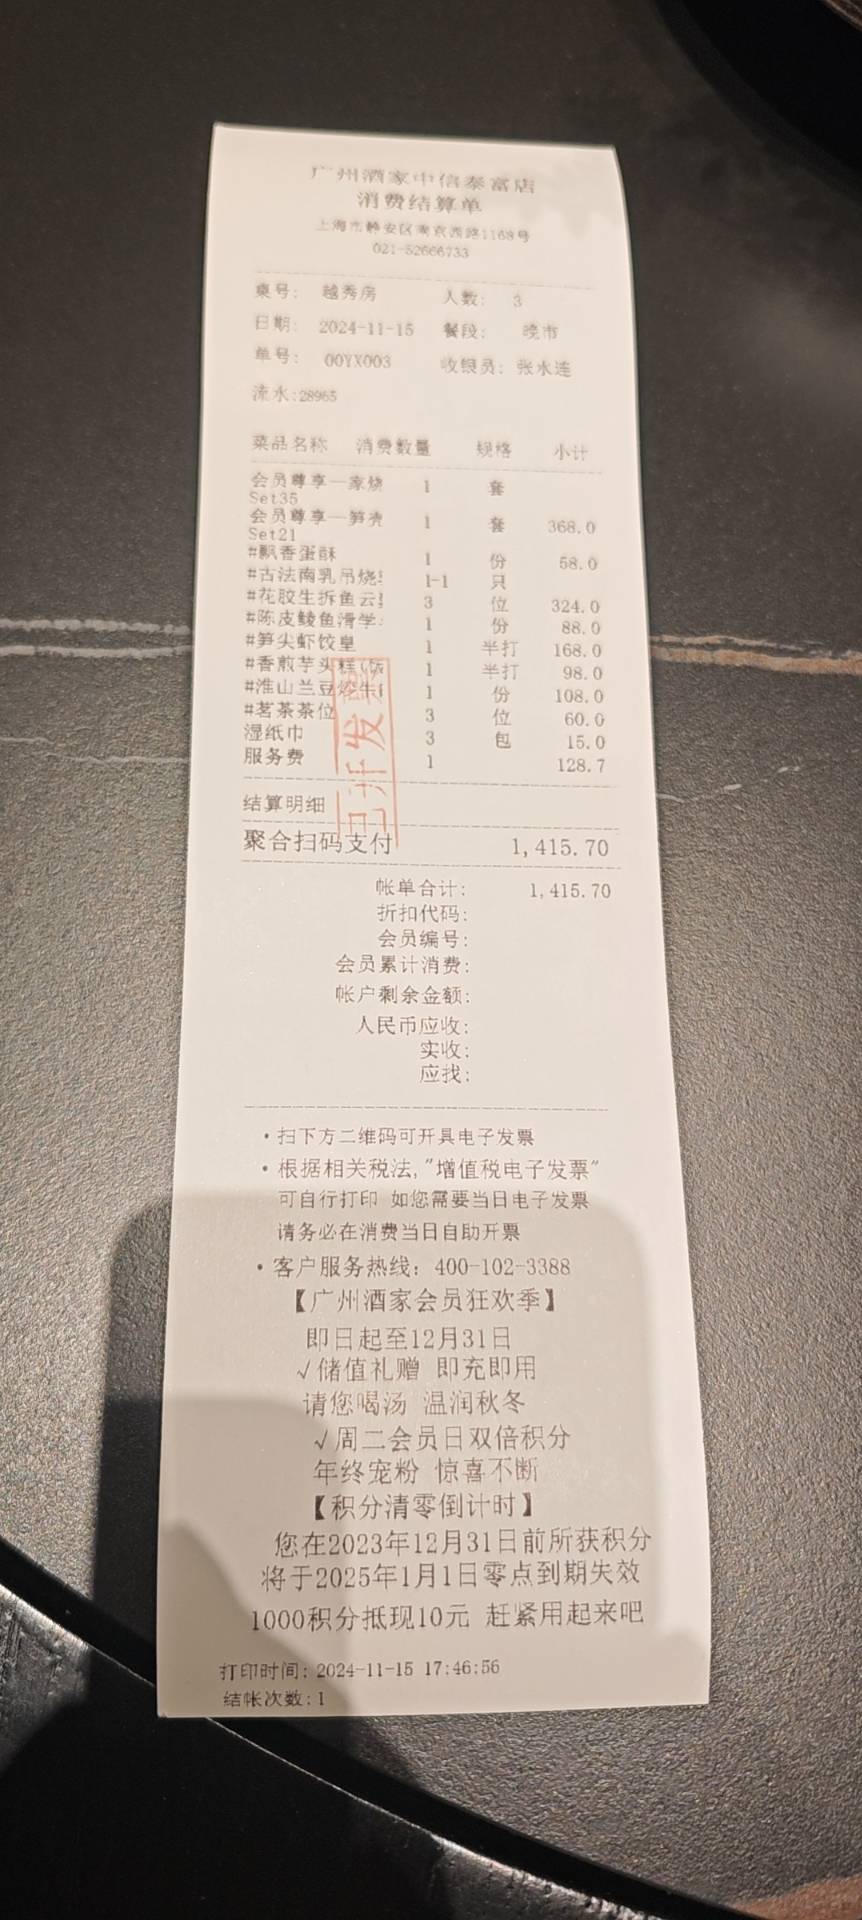 广州酒家中信泰富店
消费结算单
上海市静安区南京西路1168号
021-52666733
桌号: 越秀房 人数: 3
日期: 2024-11-15 餐段: 晚市
单号: 00YX003 收银员: 张水连
流水:28965
菜品名称 消费数量 规格 小计
会员尊享一家烧 1 套
Set35
会员尊享一笋壳 1 套 368.0
Set21
#飘香蛋酥 1 份 58.0
#古法南乳吊烧 1-1 只
#花胶生拆鱼云 3 位 324.0
#陈皮鲮鱼滑学 1 份 88.0
#笋尖虾饺皇 1 半打 168.0
#香煎芋头糕 1 半打 98.0
#淮山兰豆 1 份 108.0
#茗茶茶位 3 位 60.0
湿纸巾 3 包 15.0
服务费 1 128.7
已开发票
结算明细
聚合扫码支付 1,415.70
帐单合计: 1,415.70
折扣代码:
会员编号:
会员累计消费:
帐户剩余金额:
人民币应收:
实收:
应找:
·扫下方二维码可开具电子发票
·根据相关税法,"增值税电子发票"
可自行打印 如您需要当日电子发票
请务必在消费当日自助开票
·客户服务热线: 400-102-3388
【广州酒家会员狂欢季】
即日起至12月31日
√储值礼赠 即充即用
请您喝汤 温润秋冬
√周二会员日双倍积分
年终宠粉 惊喜不断
【积分清零倒计时】
您在2023年12月31日前所获积分
将于2025年1月1日零点到期失效
1000积分抵现10元 赶紧用起来吧
打印时间: 2024-11-15 17:46:56
结帐次数:1